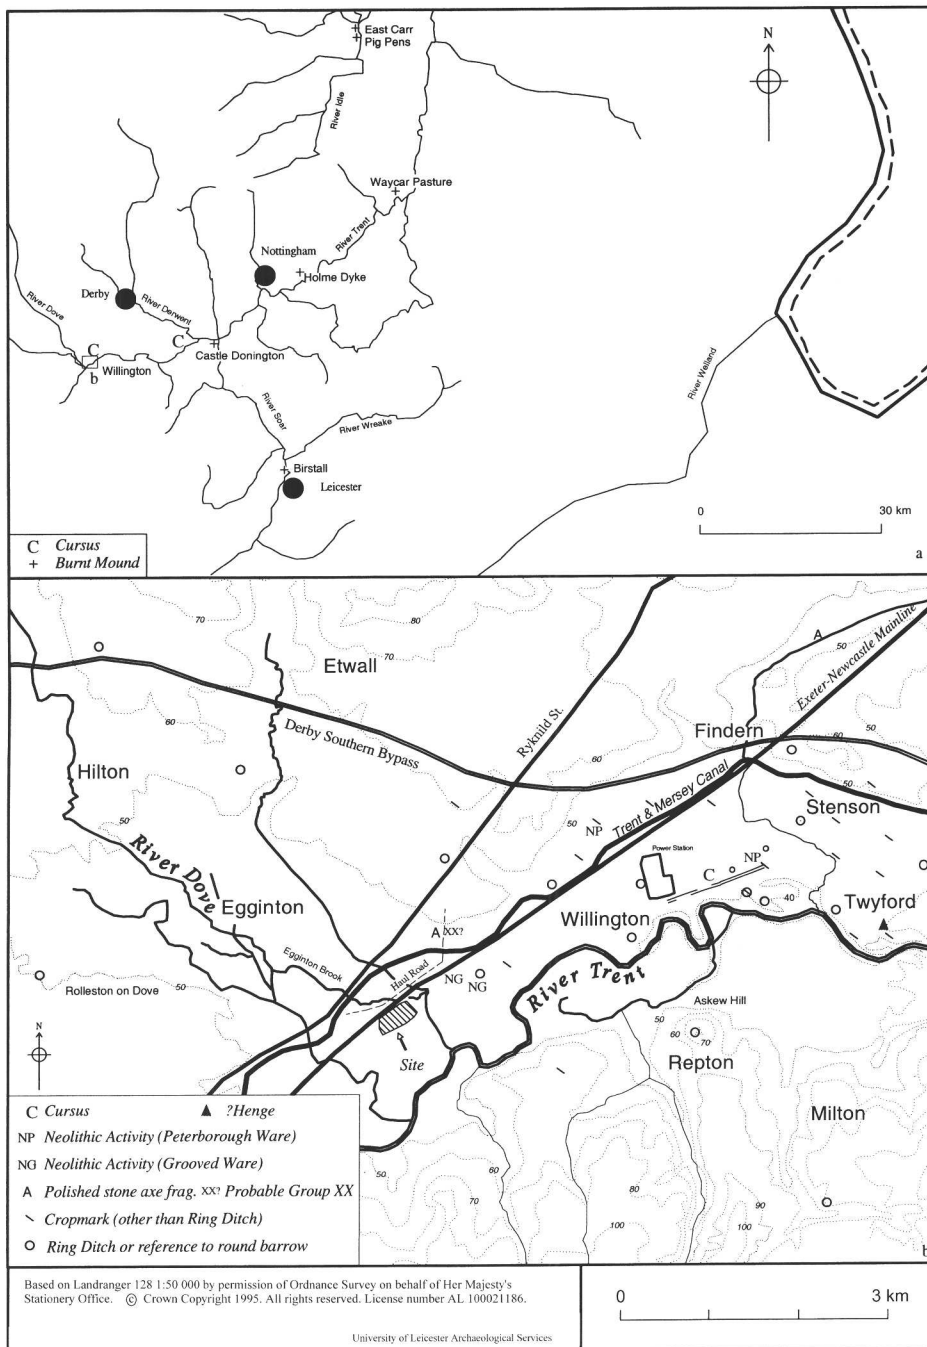 East Carr
Pig Pens
N
River Idle
Waycar Pasture
River Trent
Nottingham
Holme Dyke
Derby
River Derwent
River Dove
C
C
Castle Donington
Willington
b
River Welland
River Soar
River Wreake
Birstall
Leicester
0 30 km
C Cursus
+ Burnt Mound
a
70
80
Etwall
70
A
50
Exeter-Newcastle Mainline
Ryknild St.
60
Derby Southern Bypass
Findern
60
50
60
Hilton
Trent & Mersey Canal
50
Stenson
50
NP
50
Power Station
C
NP
River Dove
Egginton
40
Twyford
Willington
A XX?
Egginton Brook
Haul Road
NG
NG
River Trent
Rolleston on Dove
50
Askew Hill
50
60
70
N
Site
Repton
Milton
C Cursus
▲ ?Henge
NP Neolithic Activity (Peterborough Ware)
NG Neolithic Activity (Grooved Ware)
A Polished stone axe frag. XX? Probable Group XX
Cropmark (other than Ring Ditch)
Ring Ditch or reference to round barrow
50
60
70
80
90
100
100
b
Based on Landranger 128 1:50 000 by permission of Ordnance Survey on behalf of Her Majesty's
Stationery Office. © Crown Copyright 1995. All rights reserved. License number AL 100021186.
University of Leicester Archaeological Services
0 3 km